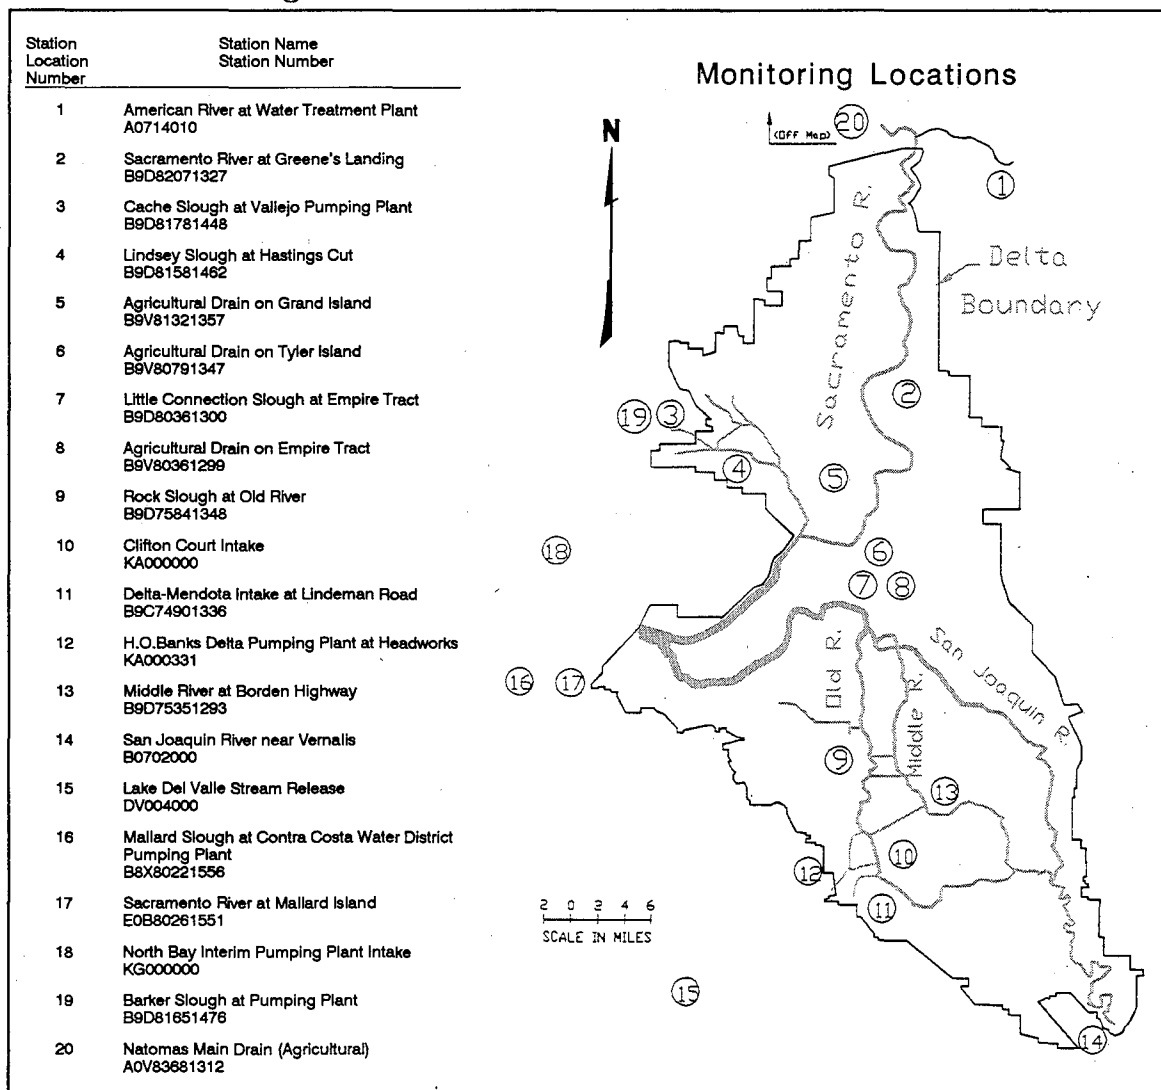 Station Station Name
Location Station Number
Number
1 American River at Water Treatment Plant
A0714010
2 Sacramento River at Greene's Landing
B9D82071327
3 Cache Slough at Vallejo Pumping Plant
B9D81781448
4 Lindsey Slough at Hastings Cut
B9D81581462
5 Agricultural Drain on Grand Island
B9V81321357
6 Agricultural Drain on Tyler Island
B9V80791347
7 Little Connection Slough at Empire Tract
B9D80361300
8 Agricultural Drain on Empire Tract
B9V80361299
9 Rock Slough at Old River
B9D75841348
10 Clifton Court Intake
KA000000
11 Delta-Mendota Intake at Lindeman Road
B9C74901336
12 H.O.Banks Delta Pumping Plant at Headworks
KA000331
13 Middle River at Borden Highway
B9D75351293
14 San Joaquin River near Vernalis
B0702000
15 Lake Del Valle Stream Release
DV004000
16 Mallard Slough at Contra Costa Water District
Pumping Plant
B8X80221556
17 Sacramento River at Mallard Island
E0B80261551
18 North Bay Interim Pumping Plant Intake
KG000000
19 Barker Slough at Pumping Plant
B9D81651476
20 Natomas Main Drain (Agricultural)
A0V83681312
Monitoring Locations
N
(OFF Map)
20
1
Sacramento R.
Delta
Boundary
2
19
3
4
5
18
6
7
8
San Joaquin R.
Old R.
Middle R.
16
17
9
13
12
10
11
2 0 2 4 6
SCALE IN MILES
15
14